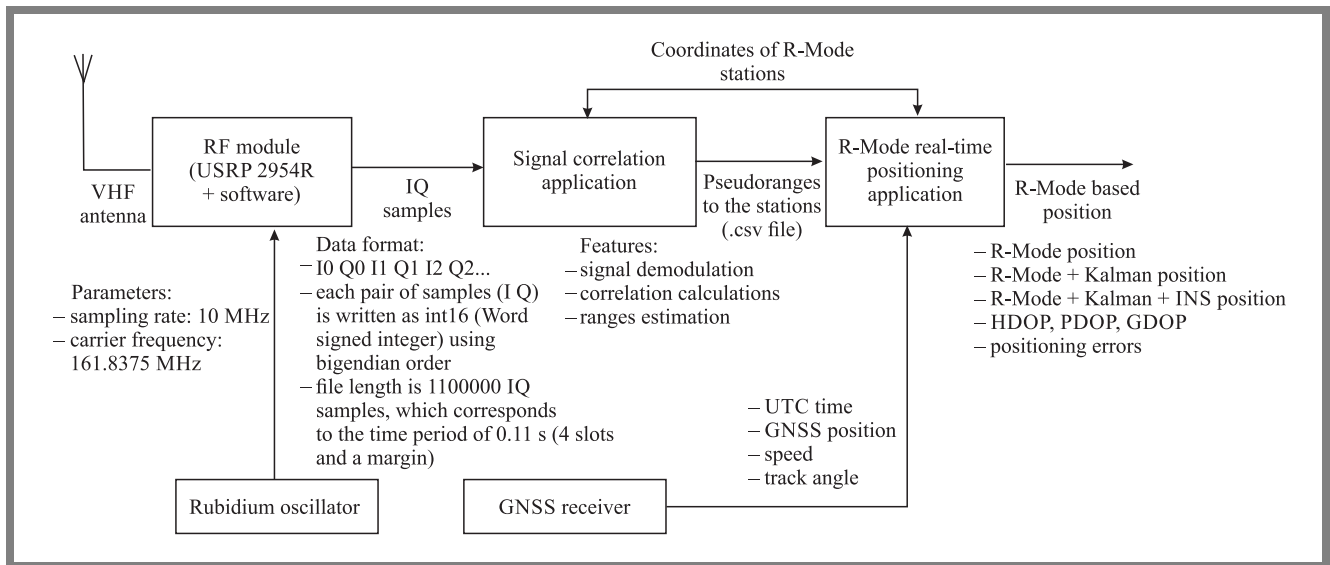 Coordinates of R-Mode
stations
RF module
(USRP 2954R
+ software)
Signal correlation
application
R-Mode real-time
positioning
application
VHF
antenna
IQ
samples
Pseudoranges
to the stations
(.csv file)
R-Mode based
position
Parameters:
– sampling rate: 10 MHz
– carrier frequency:
161.8375 MHz
Data format:
– I0 Q0 I1 Q1 I2 Q2...
– each pair of samples (I Q)
is written as int16 (Word
signed integer) using
bigendian order
– file length is 1100000 IQ
samples, which corresponds
to the time period of 0.11 s (4 slots
and a margin)
Features:
– signal demodulation
– correlation calculations
– ranges estimation
– R-Mode position
– R-Mode + Kalman position
– R-Mode + Kalman + INS position
– HDOP, PDOP, GDOP
– positioning errors
– UTC time
– GNSS position
– speed
– track angle
Rubidium oscillator
GNSS receiver